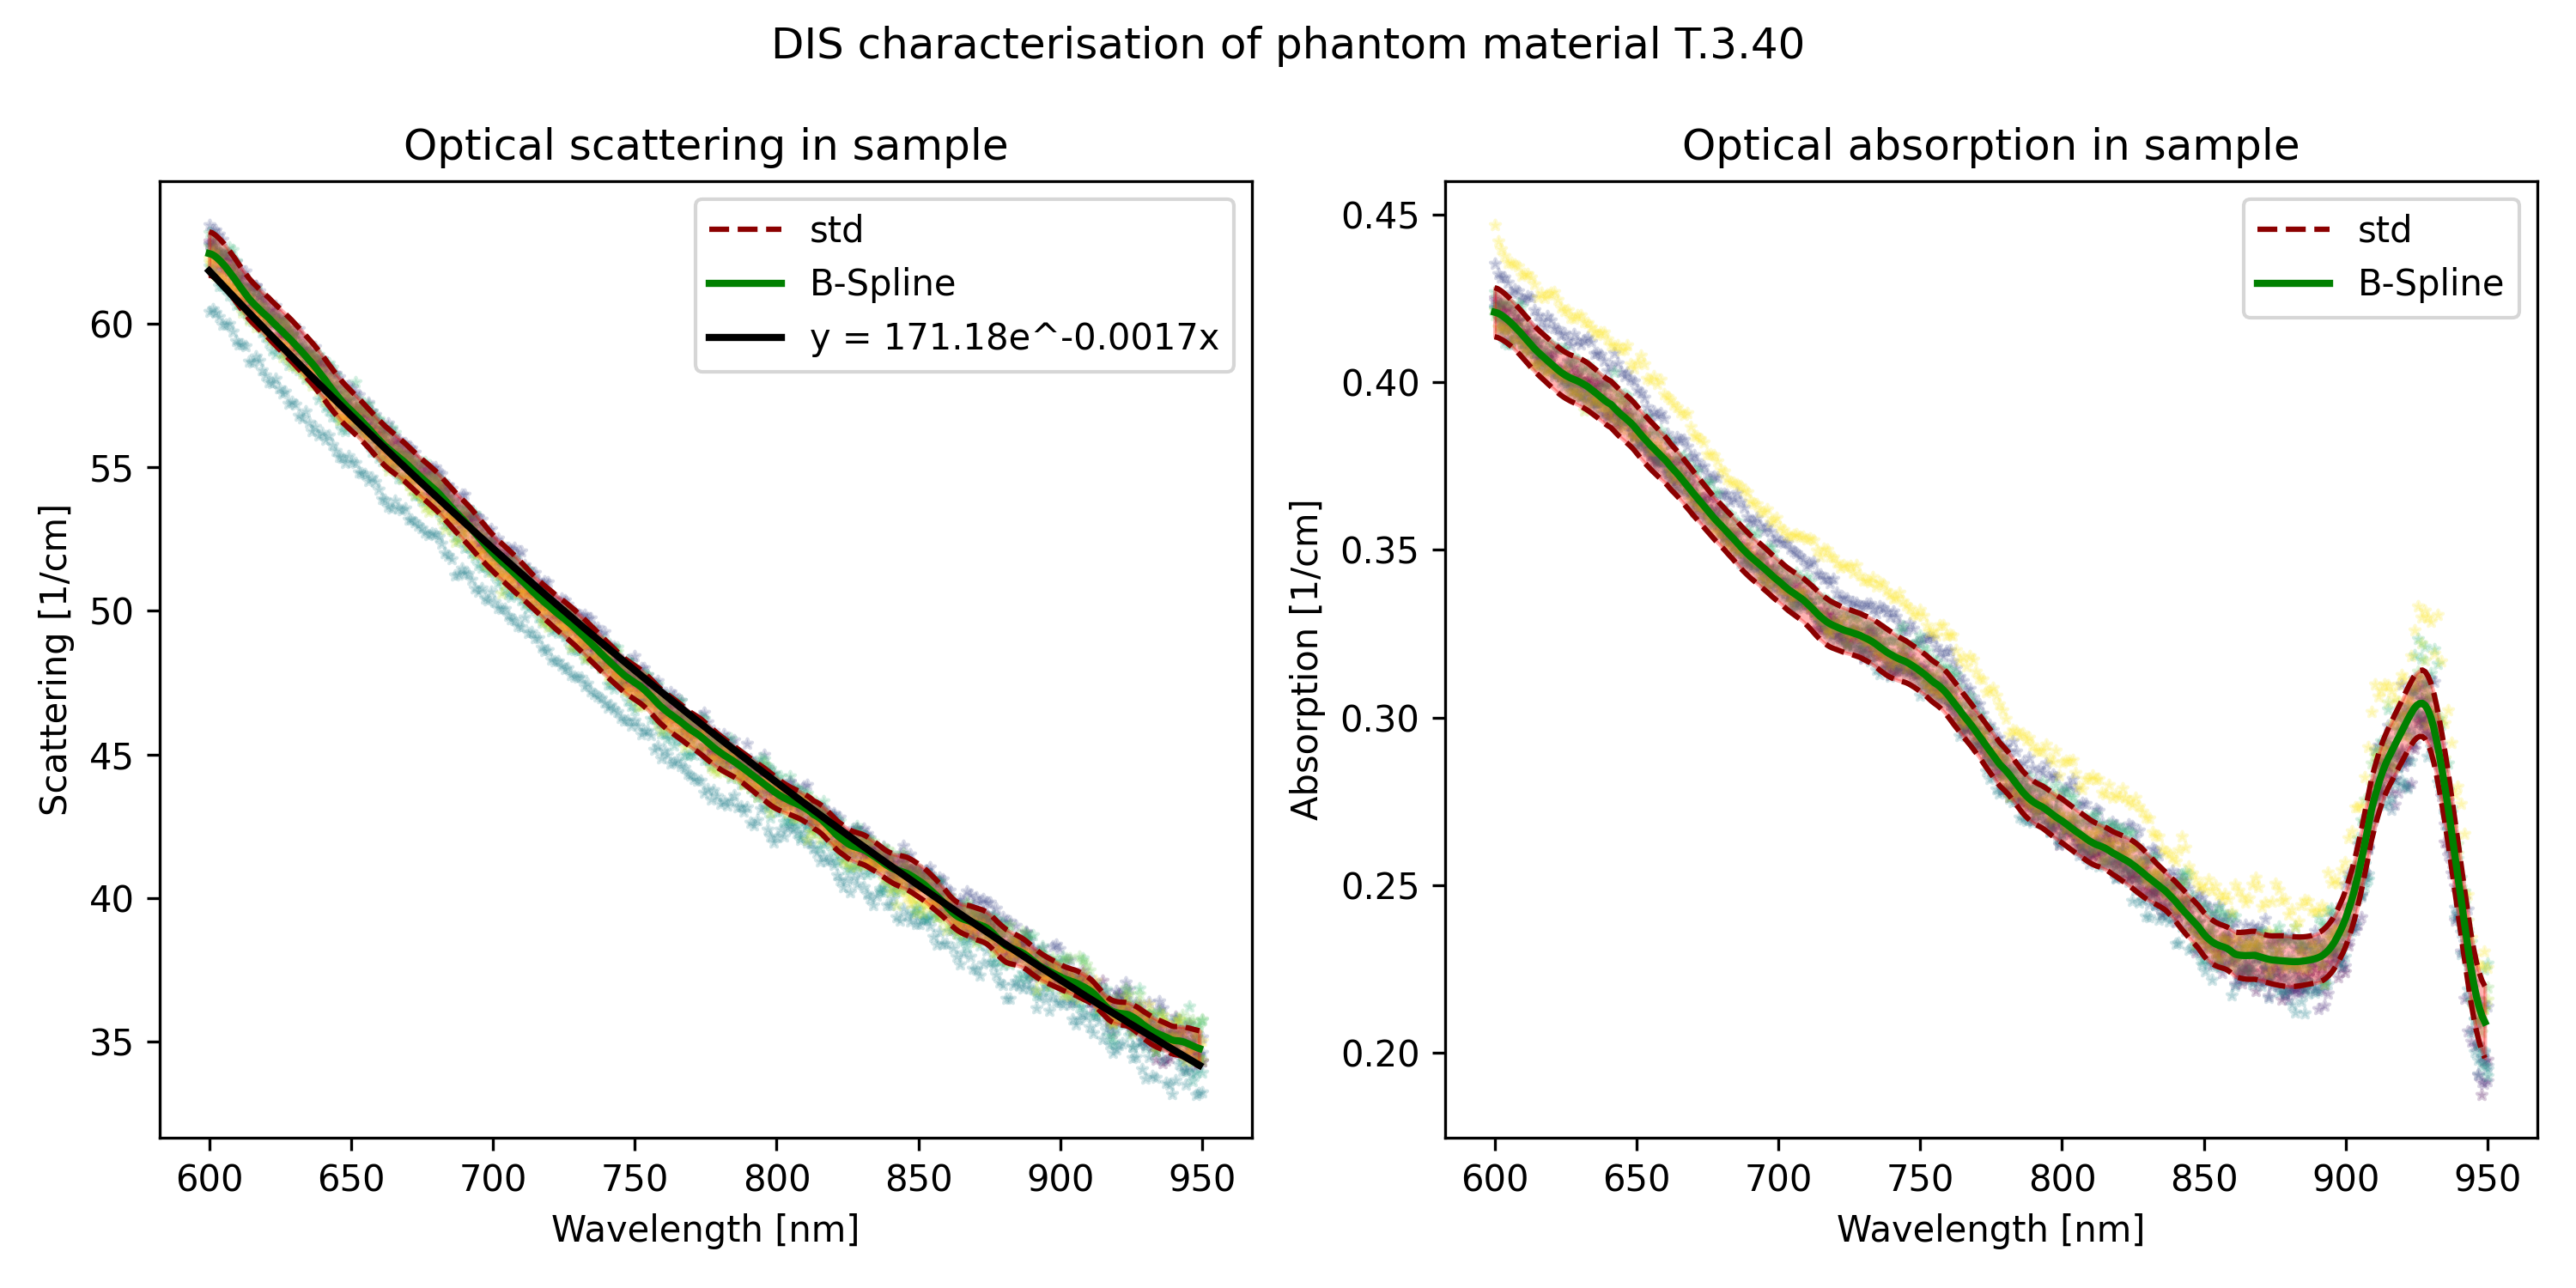 DIS characterisation of phantom material T.3.40
Optical scattering in sample
std
B-Spline
y = 171.18e^-0.0017x
Scattering [1/cm]
60
55
50
45
40
35
600 650 700 750 800 850 900 950
Wavelength [nm]
Optical absorption in sample
std
B-Spline
Absorption [1/cm]
0.45
0.40
0.35
0.30
0.25
0.20
600 650 700 750 800 850 900 950
Wavelength [nm]